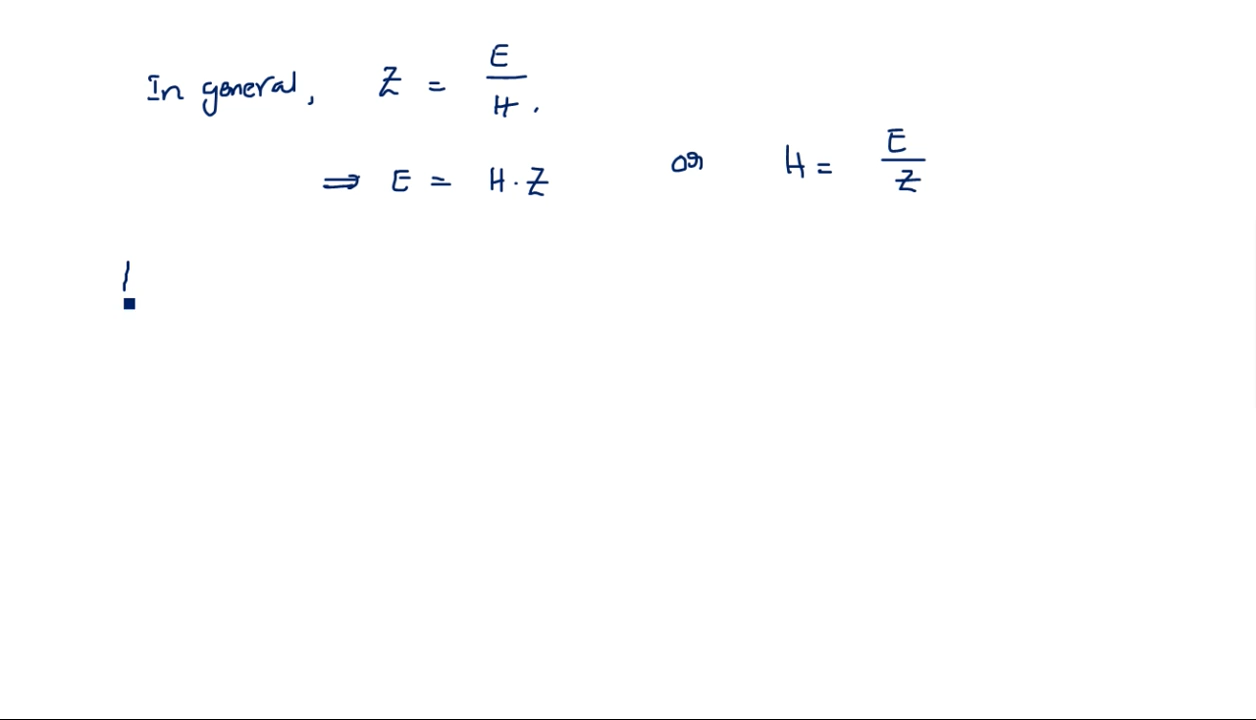 In general, Z = E / H.
⇒ E = H · Z or H = E / Z